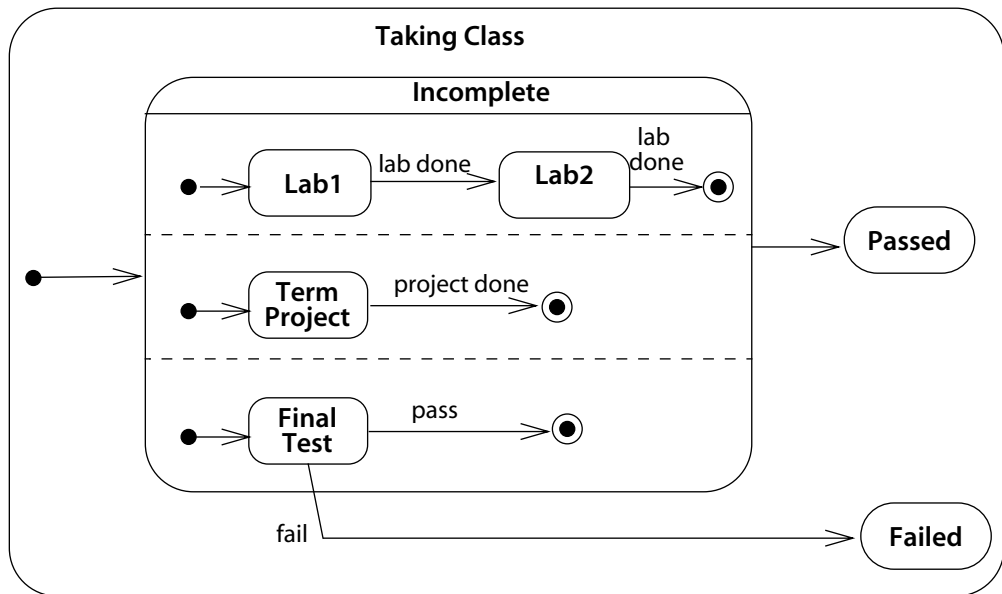 Taking Class
Incomplete
Lab1
lab done
Lab2
lab
done
Passed
Term
Project
project done
Final
Test
pass
fail
Failed